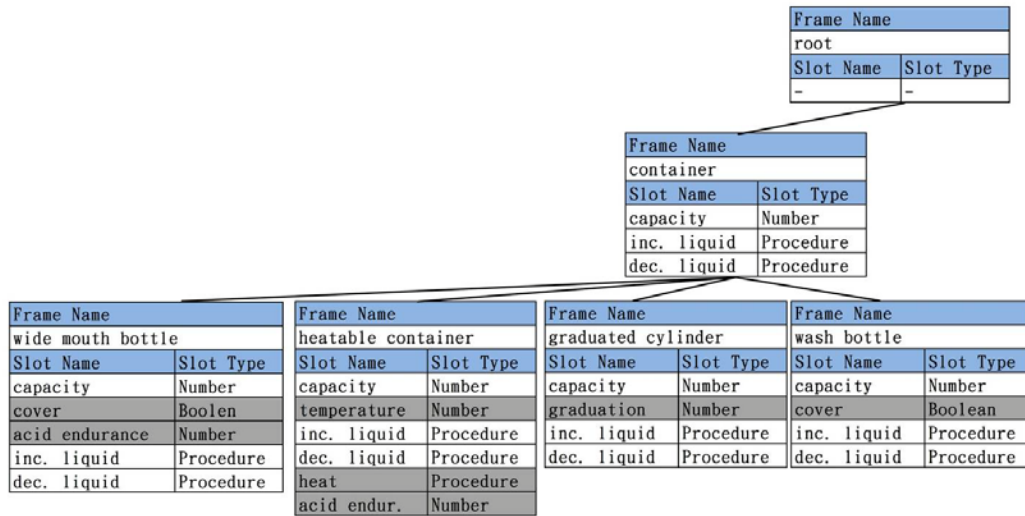 Frame Name
root
Slot Name Slot Type
- -
Frame Name
container
Slot Name Slot Type
capacity Number
inc. liquid Procedure
dec. liquid Procedure
Frame Name
wide mouth bottle
Slot Name Slot Type
capacity Number
cover Boolen
acid endurance Number
inc. liquid Procedure
dec. liquid Procedure
Frame Name
heatable container
Slot Name Slot Type
capacity Number
temperature Number
inc. liquid Procedure
dec. liquid Procedure
heat Procedure
acid endur. Number
Frame Name
graduated cylinder
Slot Name Slot Type
capacity Number
graduation Number
inc. liquid Procedure
dec. liquid Procedure
Frame Name
wash bottle
Slot Name Slot Type
capacity Number
cover Boolean
inc. liquid Procedure
dec. liquid Procedure